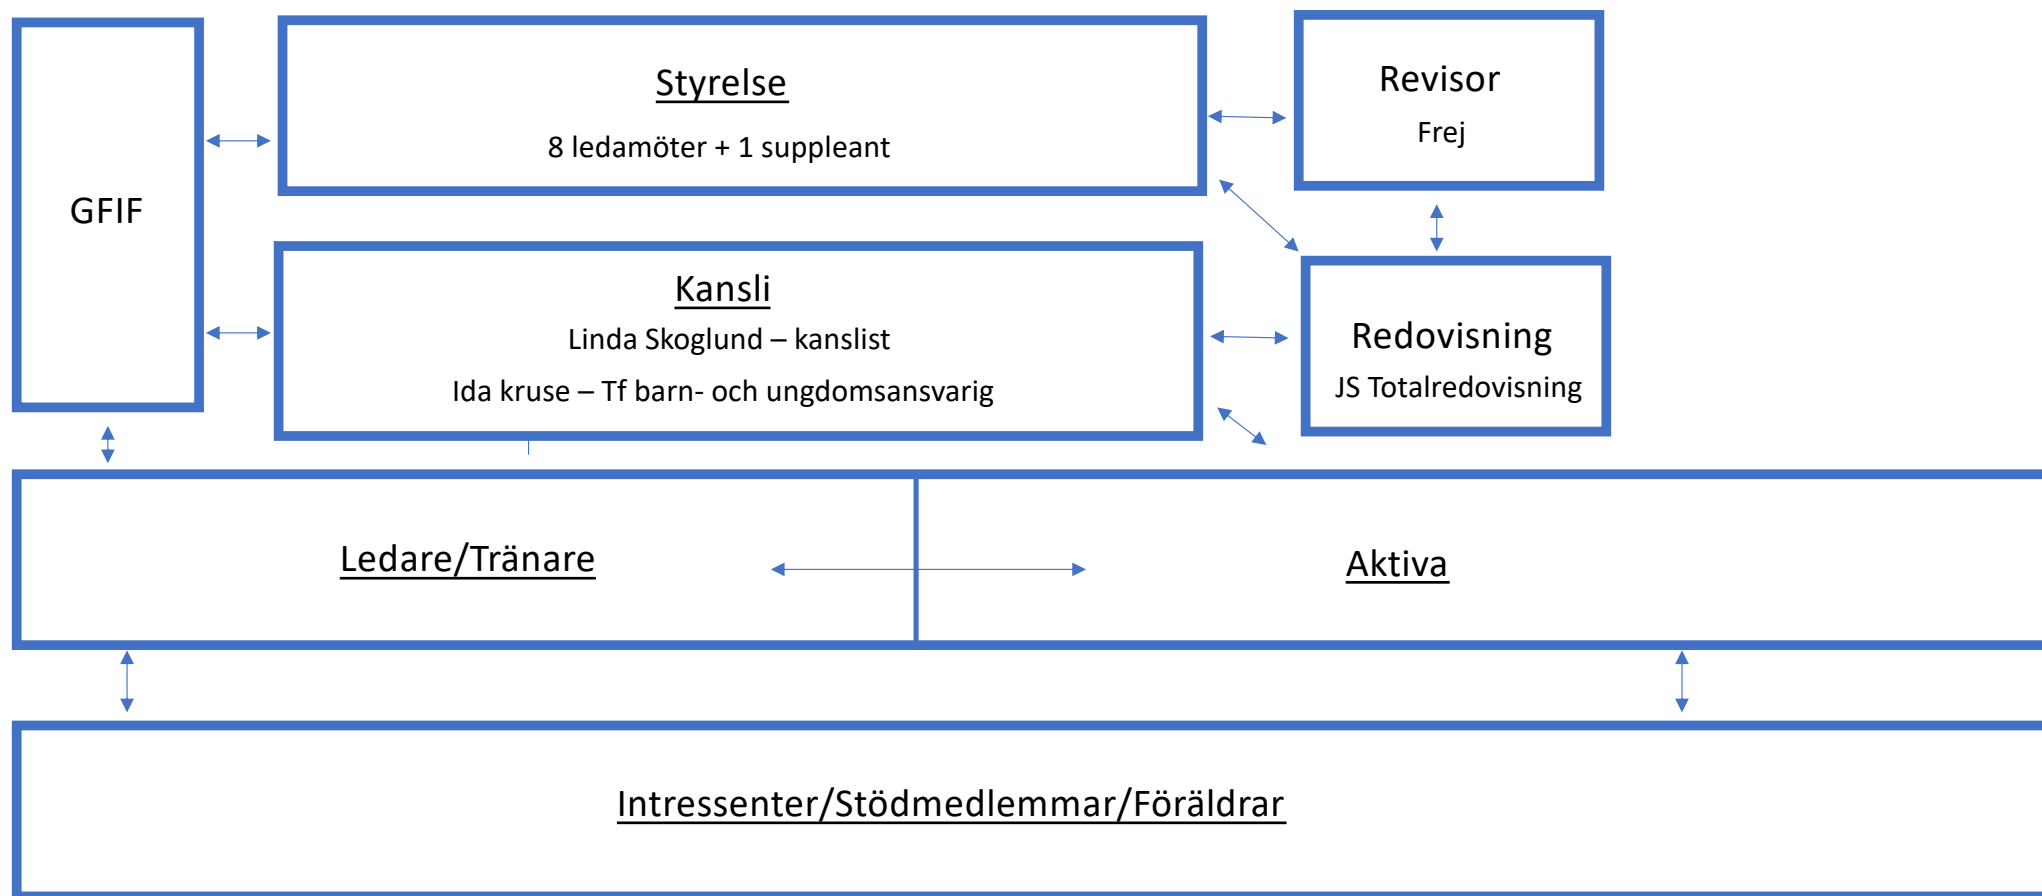 GFIF
Styrelse
8 ledamöter + 1 suppleant
Revisor
Frej
Kansli
Linda Skoglund – kanslist
Ida kruse – Tf barn- och ungdomsansvarig
Redovisning
JS Totalredovisning
Ledare/Tränare
Aktiva
Intressenter/Stödmedlemmar/Föräldrar